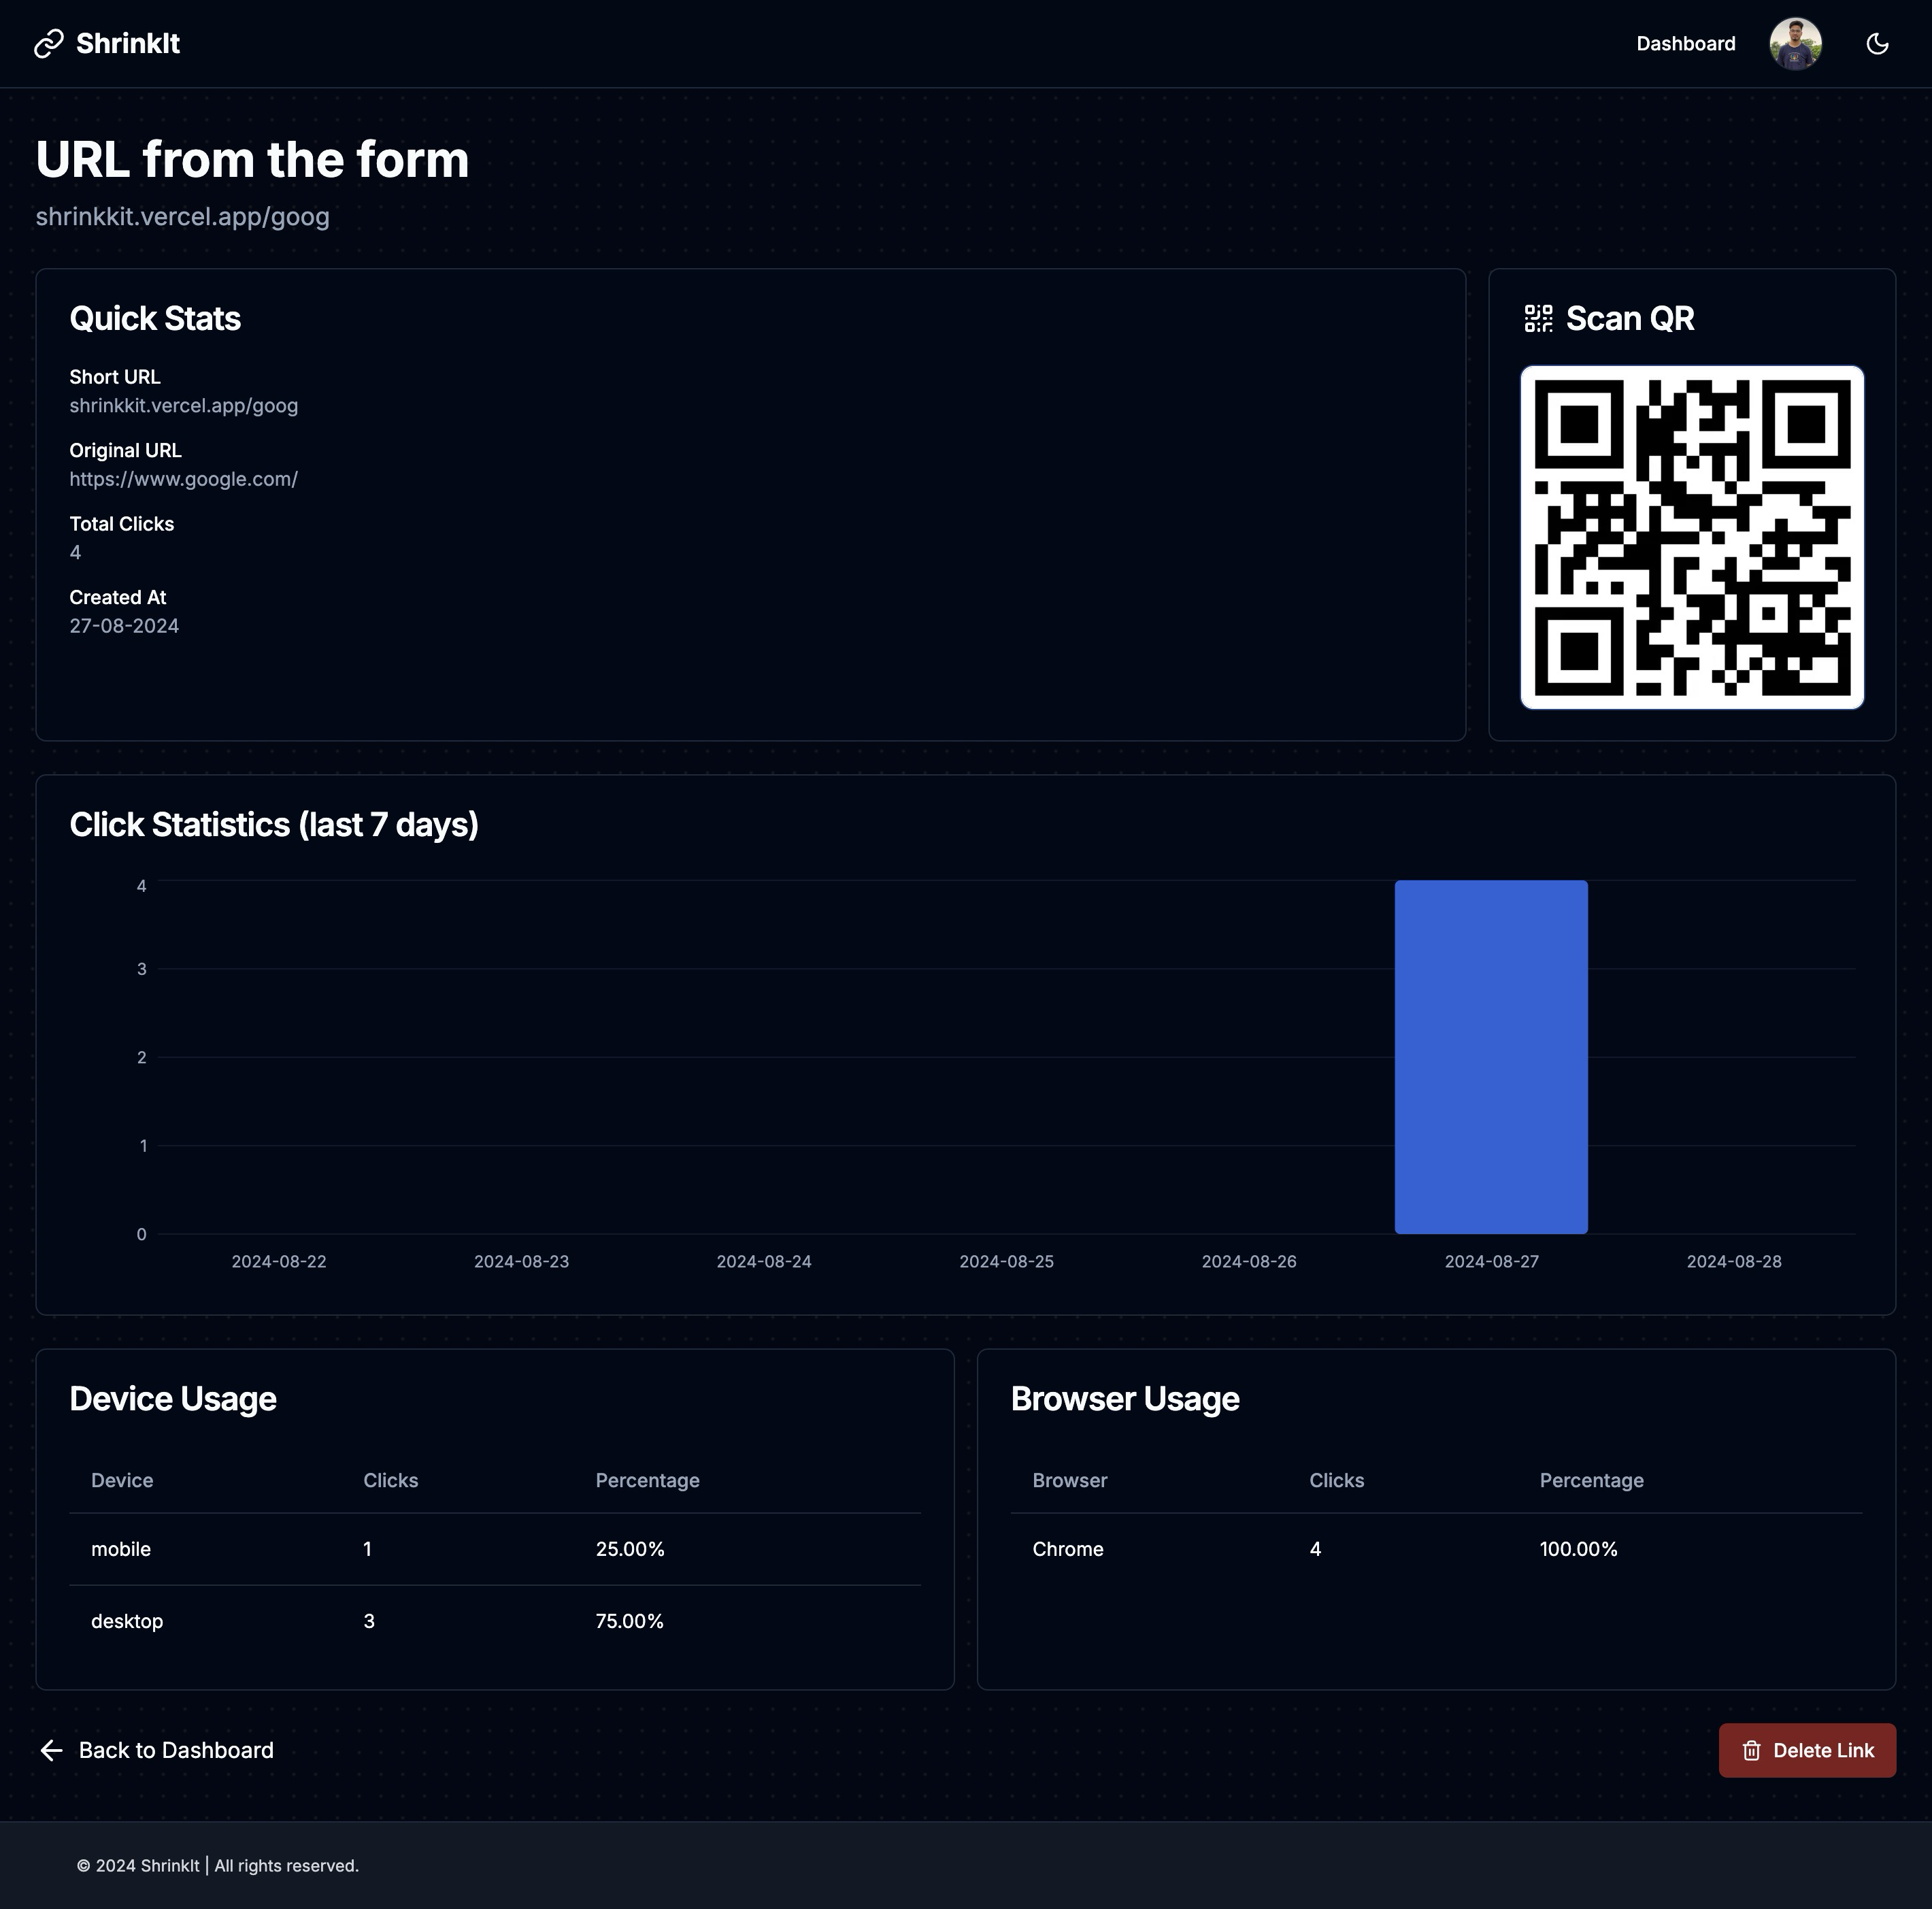 ShrinkIt
Dashboard
URL from the form
shrinkkit.vercel.app/goog
Quick Stats
Short URL
shrinkkit.vercel.app/goog
Original URL
https://www.google.com/
Total Clicks
4
Created At
27-08-2024
Scan QR
Click Statistics (last 7 days)
4
3
2
1
0
2024-08-22 2024-08-23 2024-08-24 2024-08-25 2024-08-26 2024-08-27 2024-08-28
Device Usage
Device Clicks Percentage
mobile 1 25.00%
desktop 3 75.00%
Browser Usage
Browser Clicks Percentage
Chrome 4 100.00%
Back to Dashboard
Delete Link
© 2024 ShrinkIt | All rights reserved.